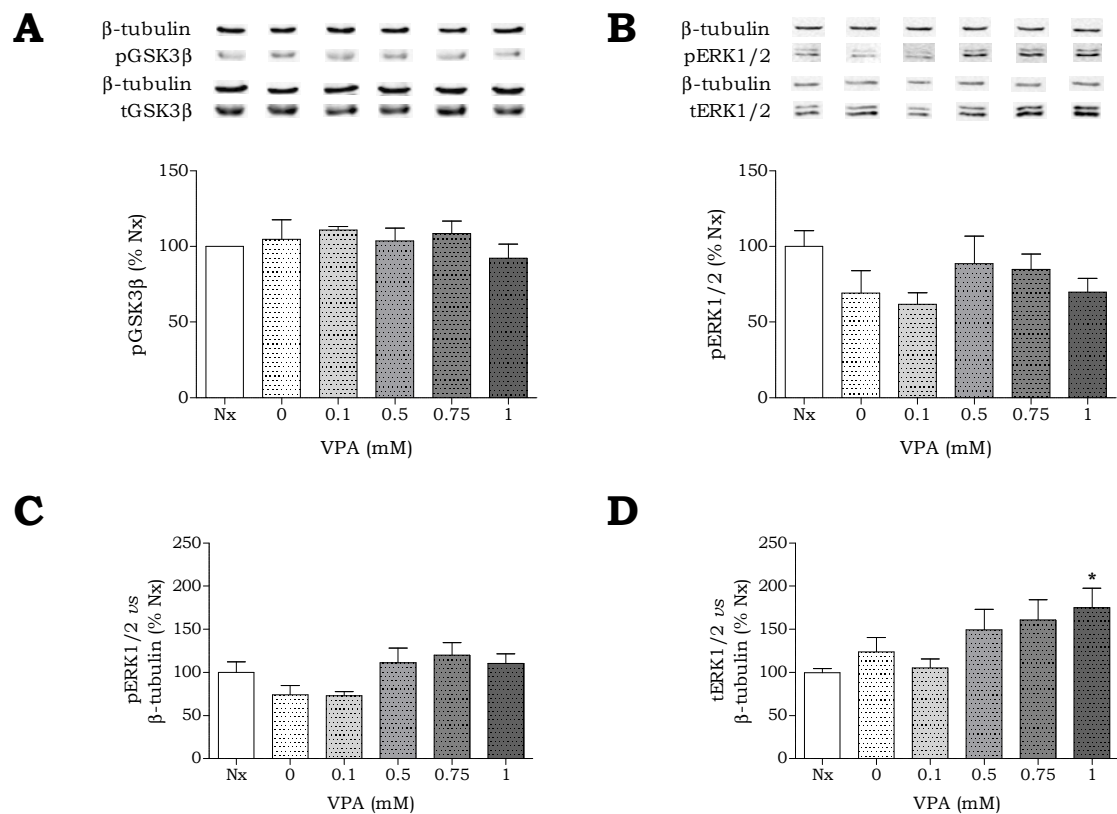 A
β-tubulin
pGSK3β
β-tubulin
tGSK3β
150
100
50
0
pGSK3β (% Nx)
Nx 0 0.1 0.5 0.75 1
VPA (mM)
B
β-tubulin
pERK1/2
β-tubulin
tERK1/2
150
100
50
0
pERK1/2 (% Nx)
Nx 0 0.1 0.5 0.75 1
VPA (mM)
C
250
200
150
100
50
0
pERK1/2 vs
β-tubulin (% Nx)
Nx 0 0.1 0.5 0.75 1
VPA (mM)
D
250
200
150
100
50
0
tERK1/2 vs
β-tubulin (% Nx)
*
Nx 0 0.1 0.5 0.75 1
VPA (mM)